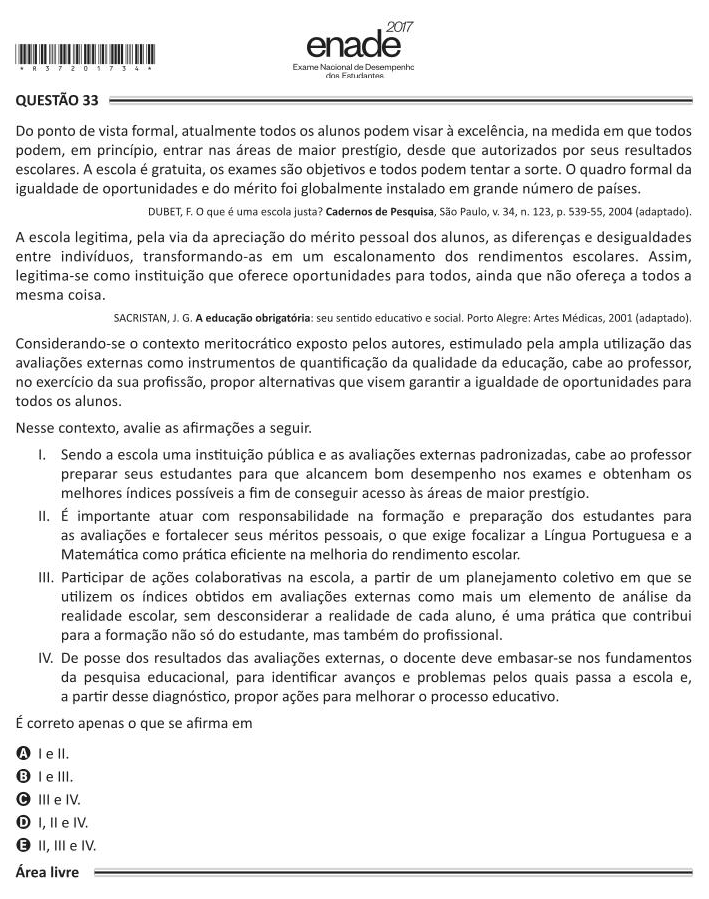 2017
enade
Exame Nacional de Desempenho
dos Estudantes
*R3720173 4*
QUESTÃO 33
Do ponto de vista formal, atualmente todos os alunos podem visar à excelência, na medida em que todos
podem, em princípio, entrar nas áreas de maior prestígio, desde que autorizados por seus resultados
escolares. A escola é gratuita, os exames são objetivos e todos podem tentar a sorte. O quadro formal da
igualdade de oportunidades e do mérito foi globalmente instalado em grande número de países.
DUBET, F. O que é uma escola justa? Cadernos de Pesquisa, São Paulo, v. 34, n. 123, p. 539-55, 2004 (adaptado).
A escola legitima, pela via da apreciação do mérito pessoal dos alunos, as diferenças e desigualdades
entre indivíduos, transformando-as em um escalonamento dos rendimentos escolares. Assim,
legitima-se como instituição que oferece oportunidades para todos, ainda que não ofereça a todos a
mesma coisa.
SACRISTAN, J. G. A educação obrigatória: seu sentido educativo e social. Porto Alegre: Artes Médicas, 2001 (adaptado).
Considerando-se o contexto meritocrático exposto pelos autores, estimulado pela ampla utilização das
avaliações externas como instrumentos de quantificação da qualidade da educação, cabe ao professor,
no exercício da sua profissão, propor alternativas que visem garantir a igualdade de oportunidades para
todos os alunos.
Nesse contexto, avalie as afirmações a seguir.
I. Sendo a escola uma instituição pública e as avaliações externas padronizadas, cabe ao professor
preparar seus estudantes para que alcancem bom desempenho nos exames e obtenham os
melhores índices possíveis a fim de conseguir acesso às áreas de maior prestígio.
II. É importante atuar com responsabilidade na formação e preparação dos estudantes para
as avaliações e fortalecer seus méritos pessoais, o que exige focalizar a Língua Portuguesa e a
Matemática como prática eficiente na melhoria do rendimento escolar.
III. Participar de ações colaborativas na escola, a partir de um planejamento coletivo em que se
utilizem os índices obtidos em avaliações externas como mais um elemento de análise da
realidade escolar, sem desconsiderar a realidade de cada aluno, é uma prática que contribui
para a formação não só do estudante, mas também do profissional.
IV. De posse dos resultados das avaliações externas, o docente deve embasar-se nos fundamentos
da pesquisa educacional, para identificar avanços e problemas pelos quais passa a escola e,
a partir desse diagnóstico, propor ações para melhorar o processo educativo.
É correto apenas o que se afirma em
A I e II.
B I e III.
C III e IV.
D I, II e IV.
E II, III e IV.
Área livre